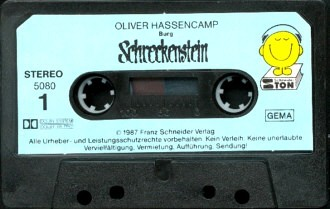 OLIVER HASSENCAMP
Burg
Schreckenstein
STEREO
5080
1
Schneider
TON
GEMA
© 1987 Franz Schneider Verlag
Alle Urheber- und Leistungsschutzrechte vorbehalten. Kein Verleih. Keine unerlaubte
Vervielfältigung, Vermietung, Aufführung, Sendung!